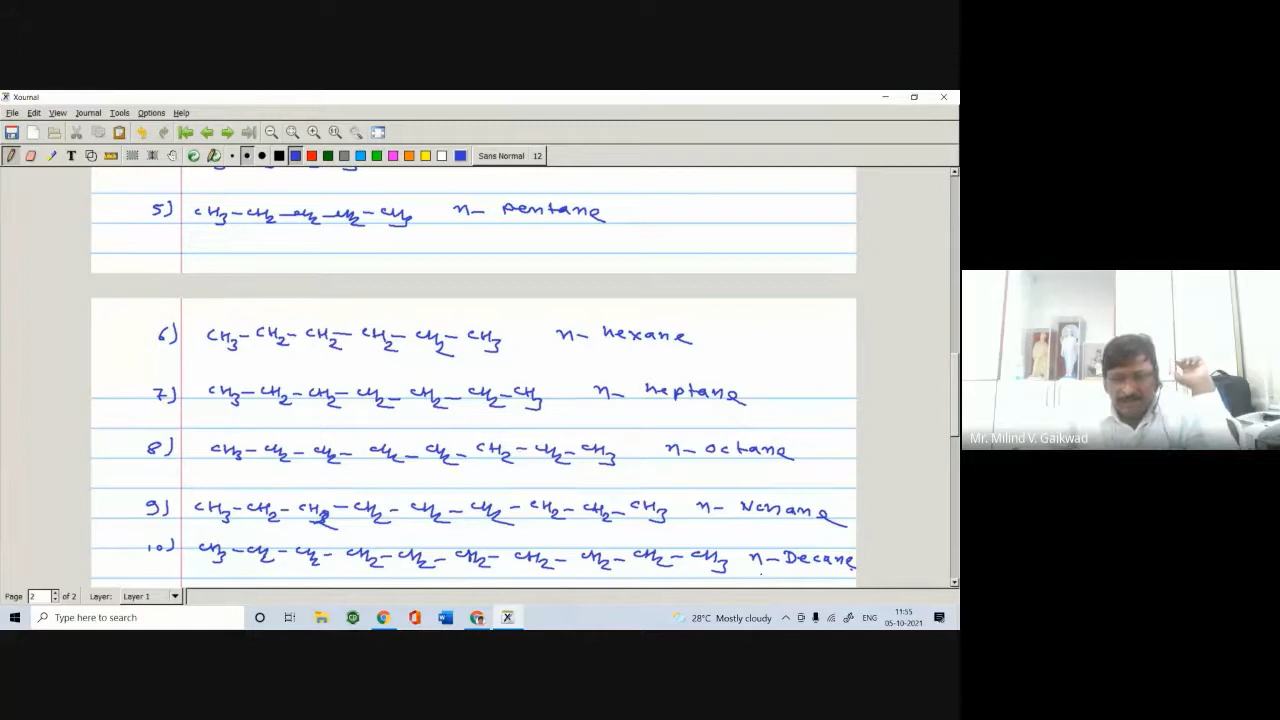 Xournal
File Edit View Journal Tools Options Help
Sans Normal 12
5) CH3-CH2-CH2-CH2-CH3 n- pentane
6) CH3-CH2-CH2-CH2-CH2-CH3 n- hexane
7) CH3-CH2-CH2-CH2-CH2-CH2-CH3 n- heptane
8) CH3-CH2-CH2-CH2-CH2-CH2-CH2-CH3 n- octane
9) CH3-CH2-CH2-CH2-CH2-CH2-CH2-CH2-CH3 n- Nonane
10) CH3-CH2-CH2-CH2-CH2-CH2-CH2-CH2-CH2-CH3 n-Decane
Page 2 of 2 Layer: Layer 1
Type here to search
28°C Mostly cloudy ENG 11:55
05-10-2021
Mr. Milind V. Gaikwad